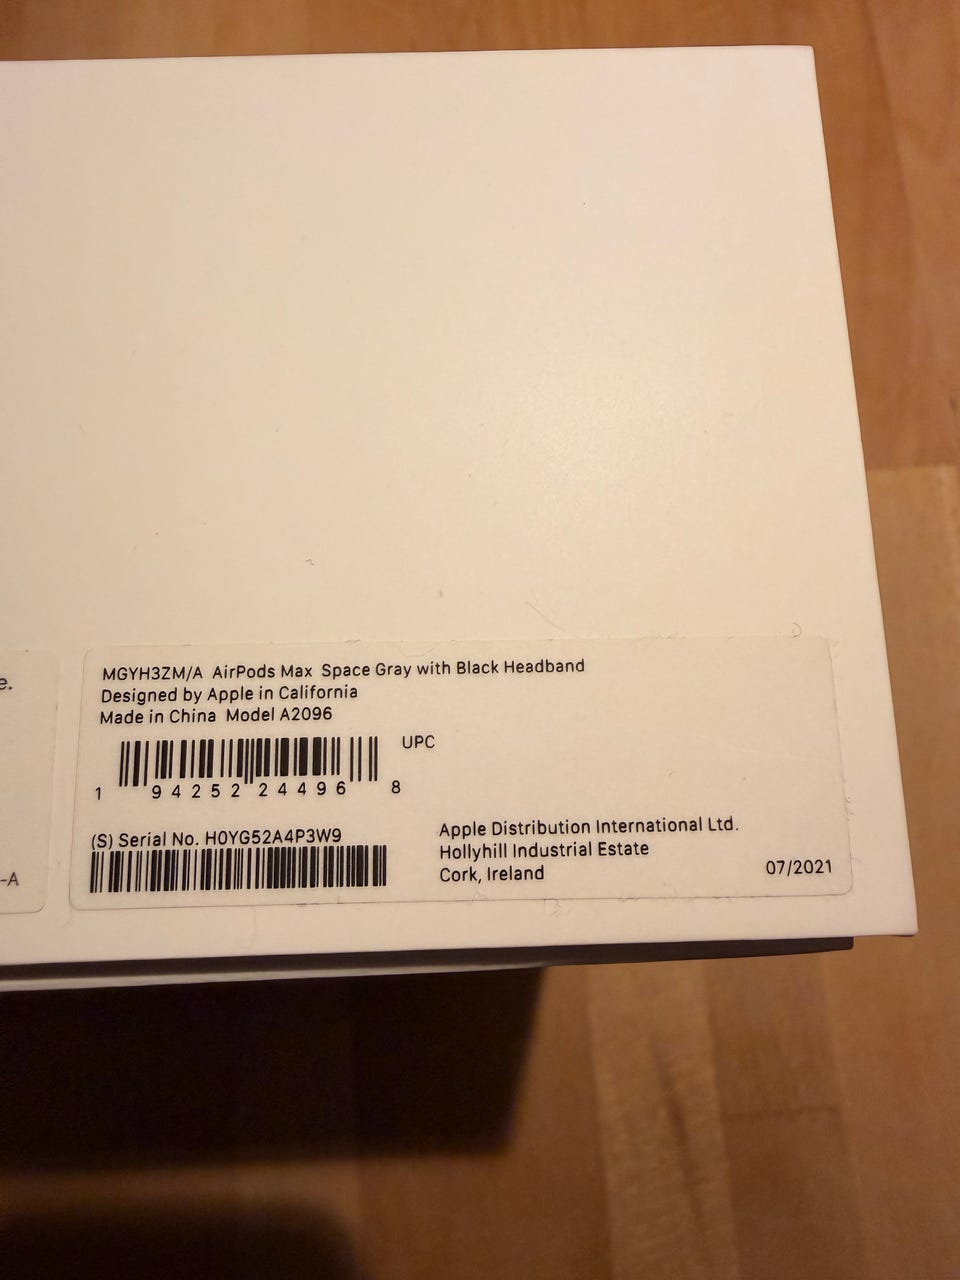 e.
-A
MGYH3ZM/A AirPods Max Space Gray with Black Headband
Designed by Apple in California
Made in China Model A2096
UPC
1 94252 24496 8
(S) Serial No. H0YG52A4P3W9
Apple Distribution International Ltd.
Hollyhill Industrial Estate
Cork, Ireland
07/2021